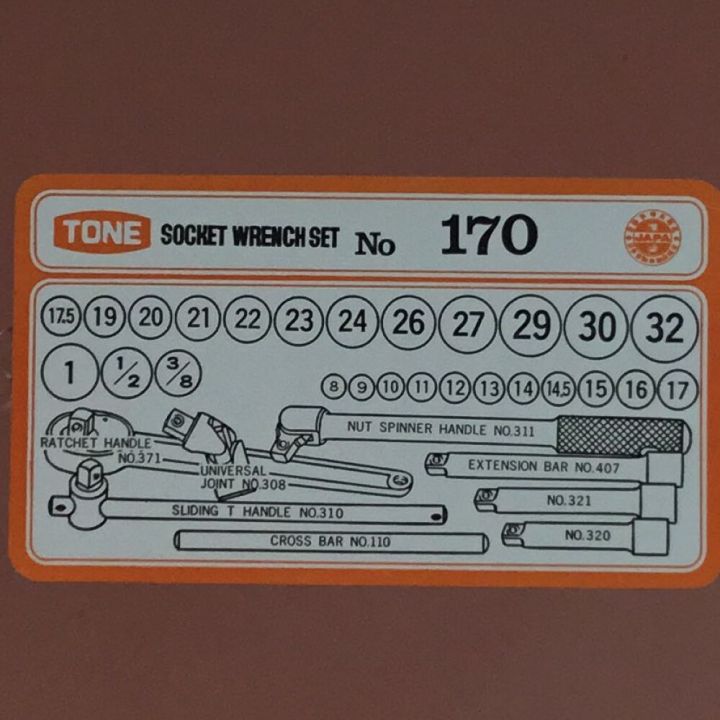 TONE SOCKET WRENCH SET No 170
JAPA
17.5 19 20 21 22 23 24 26 27 29 30 32
1 1/2 3/8
8 9 10 11 12 13 14 14.5 15 16 17
NUT SPINNER HANDLE NO.311
RATCHET HANDLE
NO.371
EXTENSION BAR NO.407
UNIVERSAL
JOINT NO.308
NO.321
SLIDING T HANDLE NO.310
NO.320
CROSS BAR NO.110